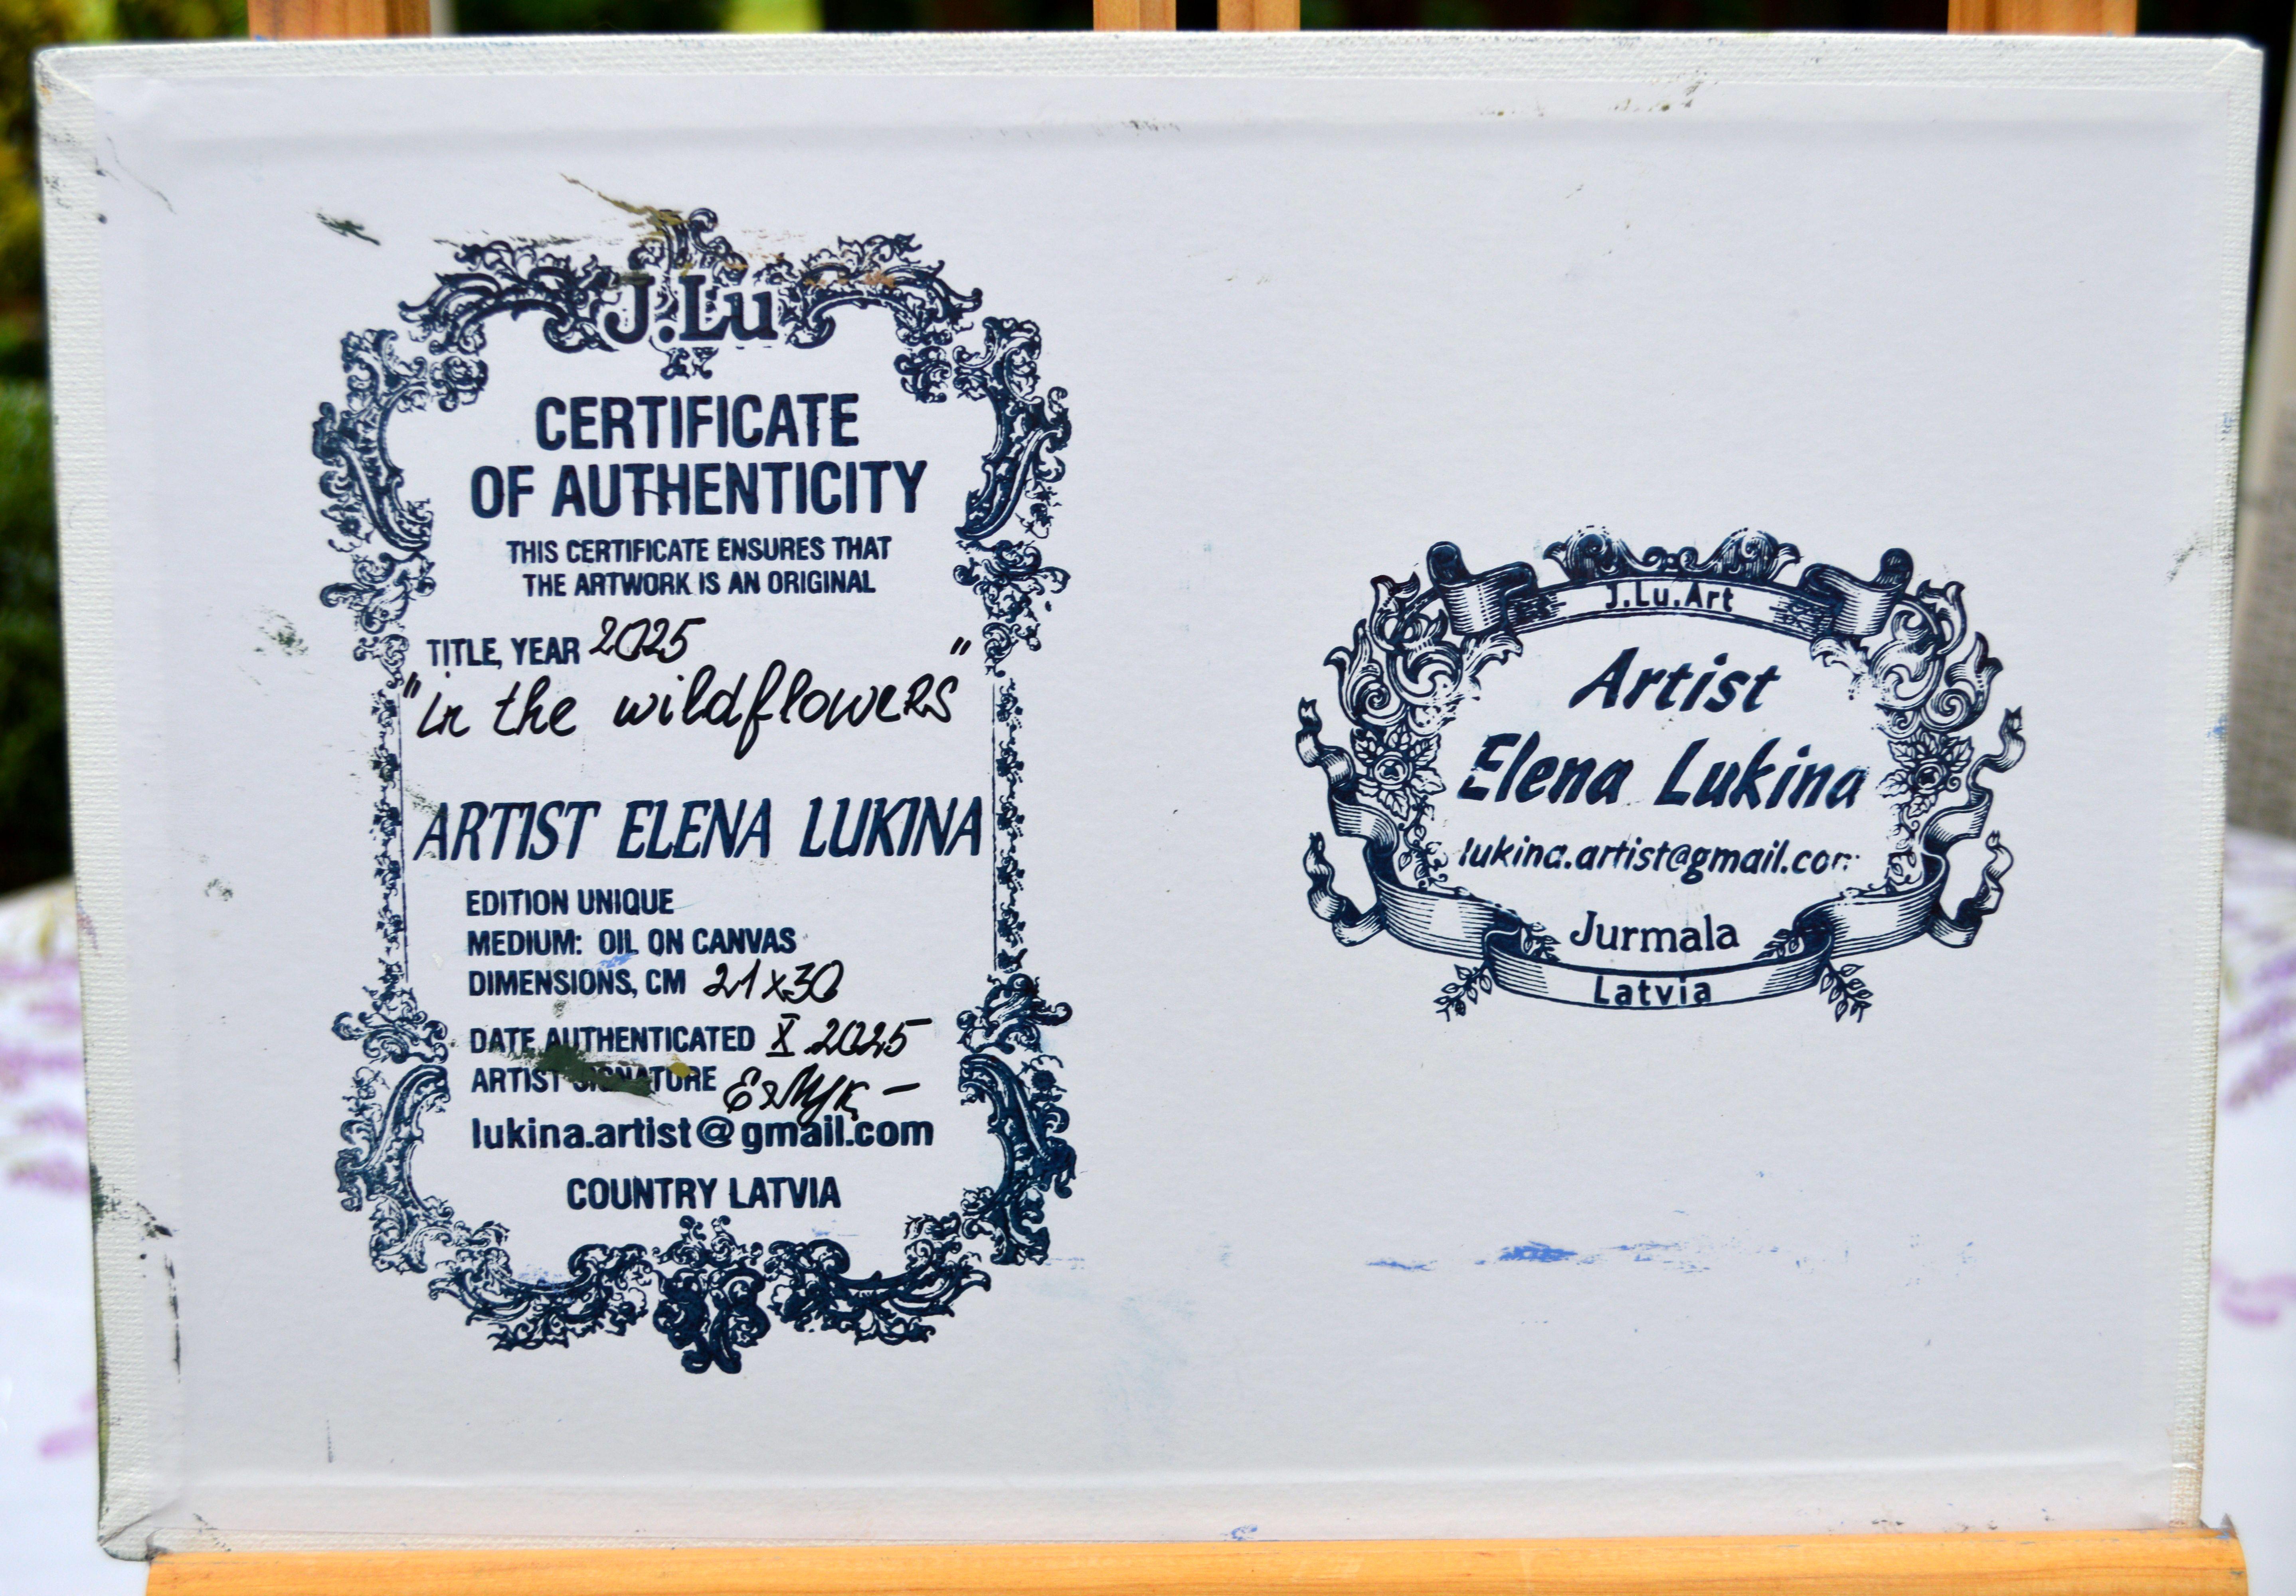 J.Lu
CERTIFICATE
OF AUTHENTICITY
THIS CERTIFICATE ENSURES THAT
THE ARTWORK IS AN ORIGINAL
TITLE, YEAR 2025
"in the wildflowers"
ARTIST ELENA LUKINA
EDITION UNIQUE
MEDIUM: OIL ON CANVAS
DIMENSIONS, CM 21x30
DATE AUTHENTICATED X 2025
ARTIST SIGNATURE
lukina.artist@gmail.com
COUNTRY LATVIA
J.Lu.Art
Artist
Elena Lukina
lukina.artist@gmail.com
Jurmala
Latvia